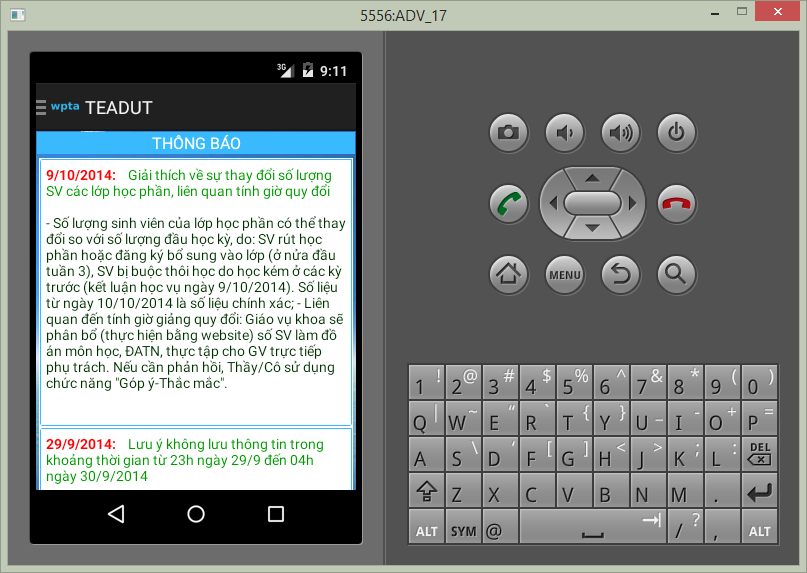 5556:ADV_17
3G 9:11
wpta TEADUT
THÔNG BÁO
9/10/2014: Giải thích về sự thay đổi số lượng
SV các lớp học phần, liên quan tính giờ quy đổi
- Số lượng sinh viên của lớp học phần có thể thay
đổi so với số lượng đầu học kỳ, do: SV rút học
phần hoặc đăng ký bổ sung vào lớp (ở nửa đầu
tuần 3), SV bị buộc thôi học do học kém ở các kỳ
trước (kết luận học vụ ngày 9/10/2014). Số liệu
từ ngày 10/10/2014 là số liệu chính xác; - Liên
quan đến tính giờ giảng quy đổi: Giáo vụ khoa sẽ
phân bổ (thực hiện bằng website) số SV làm đồ
án môn học, ĐATN, thực tập cho GV trực tiếp
phụ trách. Nếu cần phản hồi, Thầy/Cô sử dụng
chức năng "Góp ý-Thắc mắc".
29/9/2014: Lưu ý không lưu thông tin trong
khoảng thời gian từ 23h ngày 29/9 đến 04h
ngày 30/9/2014
MENU
1 ! 2 @ 3 # 4 $ 5 % 6 ^ 7 & 8 * 9 ( 0 )
Q | W ~ E “ R ` T { Y } U _ I - O + P =
A S \ D ‘ F [ G ] H < J > K ; L : DEL
Z X C V B N M .
ALT SYM @ / ? , ALT